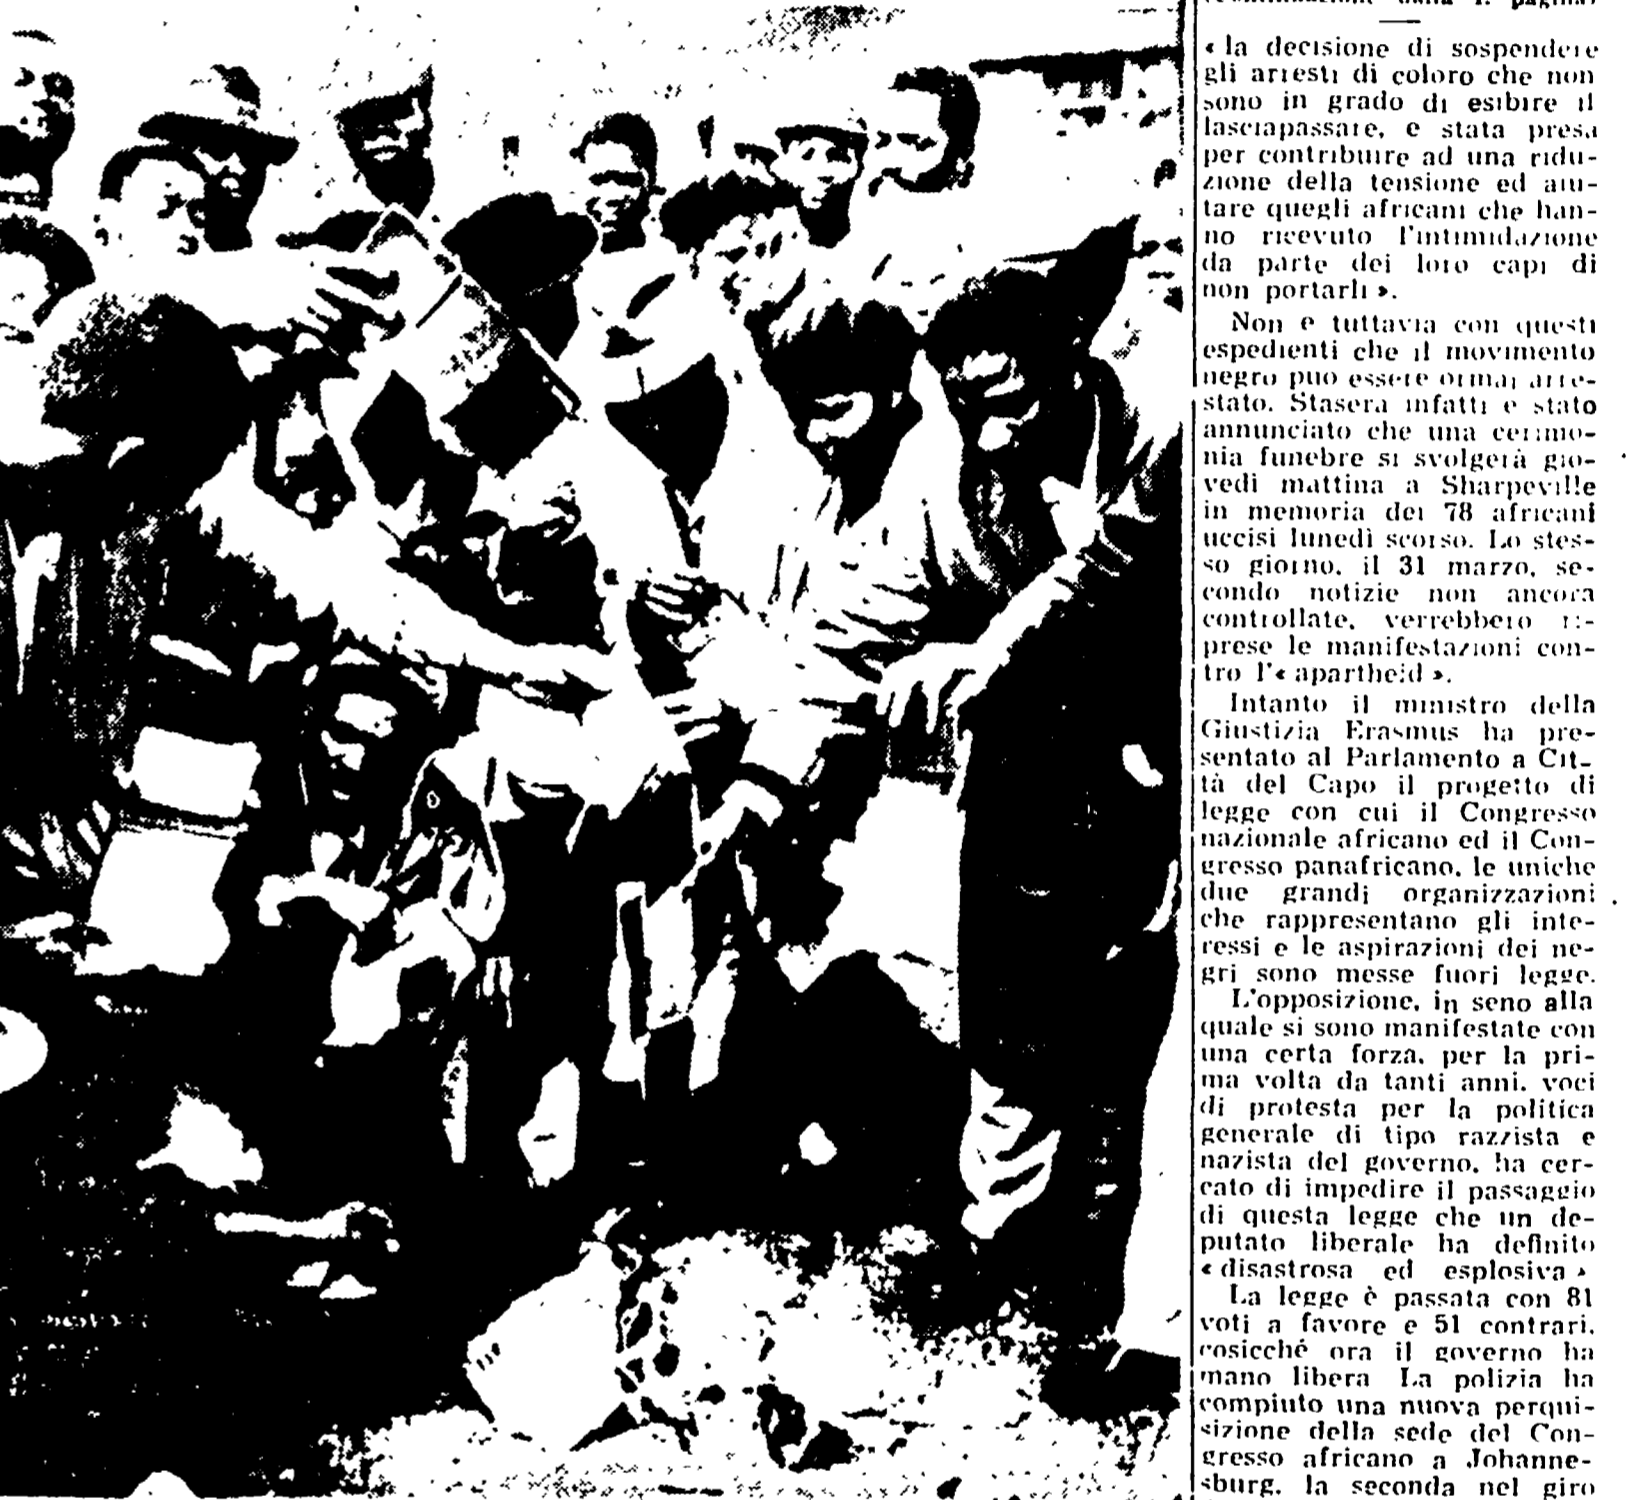 (continuazione dalla 1. pagina)
« la decisione di sospendere
gli arresti di coloro che non
sono in grado di esibire il
lasciapassare, e stata presa
per contribuire ad una ridu-
zione della tensione ed aiu-
tare quegli africani che han-
no ricevuto l'intimidazione
da parte dei loro capi di
non portarli ».
Non e tuttavia con questi
espedienti che il movimento
negro può essere ormai arre-
stato. Stasera infatti e stato
annunciato che una cerimo-
nia funebre si svolgerà gio-
vedì mattina a Sharpeville
in memoria dei 78 africani
uccisi lunedì scorso. Lo stes-
so giorno, il 31 marzo, se-
condo notizie non ancora
controllate, verrebbero ri-
prese le manifestazioni con-
tro l'« apartheid ».
Intanto il ministro della
Giustizia Erasmus ha pre-
sentato al Parlamento a Cit-
tà del Capo il progetto di
legge con cui il Congresso
nazionale africano ed il Con-
gresso panafricano, le uniche
due grandi organizzazioni
che rappresentano gli inte-
ressi e le aspirazioni dei ne-
gri sono messe fuori legge.
L'opposizione, in seno alla
quale si sono manifestate con
una certa forza, per la pri-
ma volta da tanti anni, voci
di protesta per la politica
generale di tipo razzista e
nazista del governo, ha cer-
cato di impedire il passaggio
di questa legge che un de-
putato liberale ha definito
« disastrosa ed esplosiva »
La legge è passata con 81
voti a favore e 51 contrari,
cosicché ora il governo ha
mano libera La polizia ha
compiuto una nuova perqui-
sizione della sede del Con-
gresso africano a Johanne-
sburg, la seconda nel giro